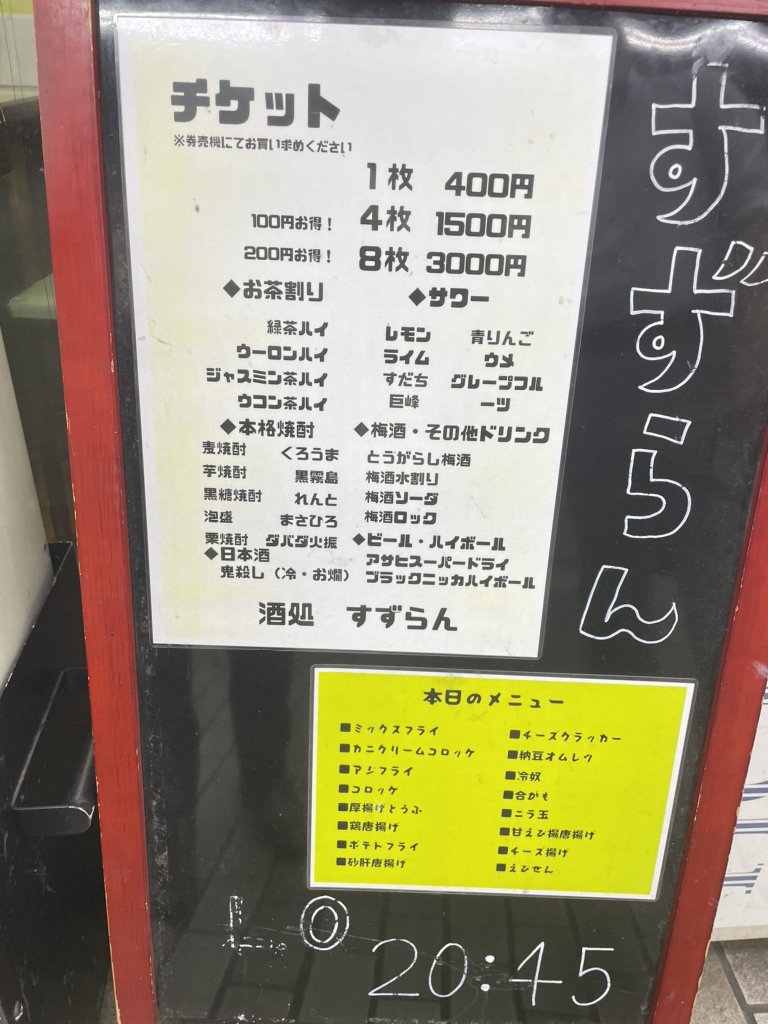 チケット
※券売機にてお買い求めください
1枚 400円
100円お得! 4枚 1500円
200円お得! 8枚 3000円
◆お茶割り
緑茶ハイ
ウーロンハイ
ジャスミン茶ハイ
ウコン茶ハイ
◆サワー
レモン 青りんご
ライム ウメ
すだち グレープフル
巨峰 ーツ
◆本格焼酎
麦焼酎 くろうま
芋焼酎 黒霧島
黒糖焼酎 れんと
泡盛 まさひろ
栗焼酎 ダバダ火振
◆日本酒
鬼殺し(冷・お燗)
◆梅酒・その他ドリンク
とうがらし梅酒
梅酒水割り
梅酒ソーダ
梅酒ロック
◆ビール・ハイボール
アサヒスーパードライ
ブラックニッカハイボール
酒処 すずらん
すずらん
本日のメニュー
■ミックスフライ
■カニクリームコロッケ
■アジフライ
■コロッケ
■厚揚げとうふ
■鶏唐揚げ
■ポテトフライ
■砂肝唐揚げ
■チーズクラッカー
■納豆オムレツ
■冷奴
■合がも
■ニラ玉
■甘えび揚唐揚げ
■チーズ揚げ
■えびせん
LO
20:45